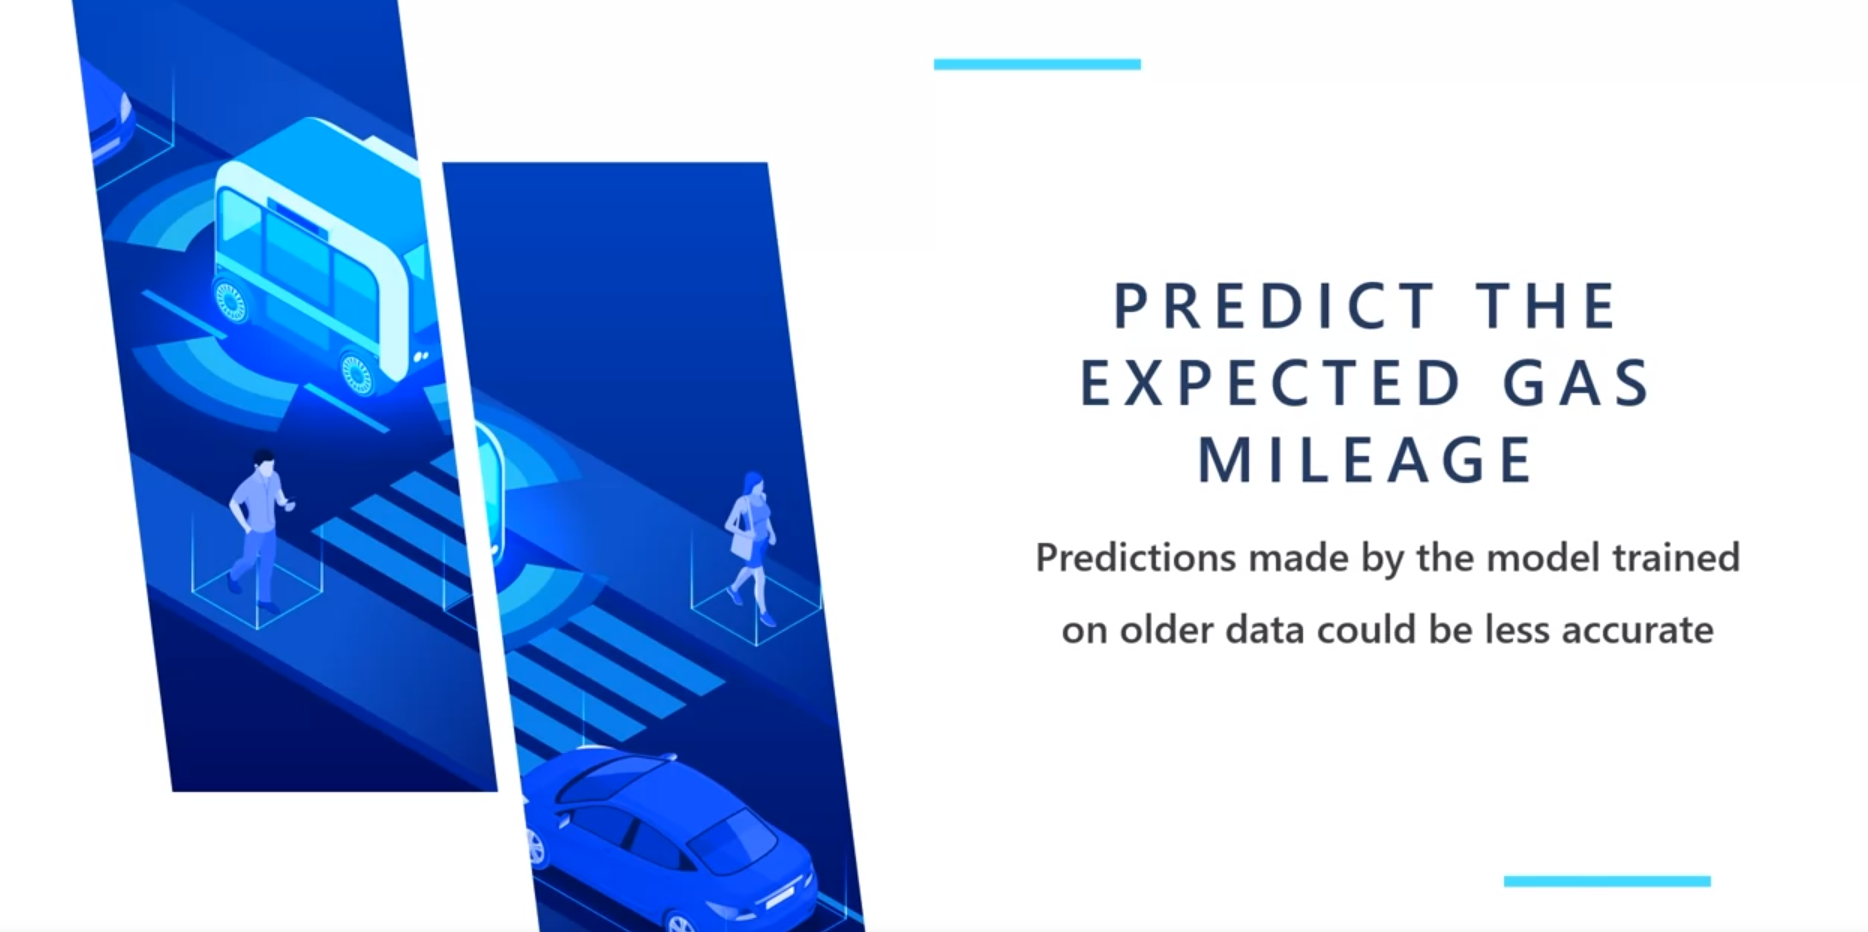 PREDICT THE
EXPECTED GAS
MILEAGE
Predictions made by the model trained
on older data could be less accurate